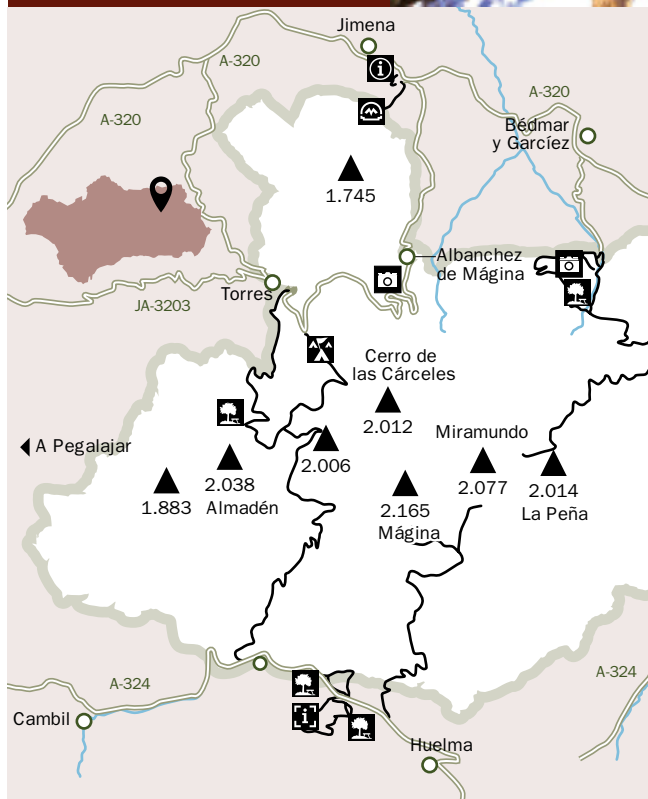 Jimena
A-320
A-320
A-320
Bédmar
y Garcíez
1.745
Albanchez
de Mágina
Torres
JA-3203
Cerro de
las Cárceles
2.012
Miramundo
A Pegalajar
2.006
2.038
Almadén
1.883
2.165
Mágina
2.077
2.014
La Peña
A-324
A-324
Cambil
Huelma